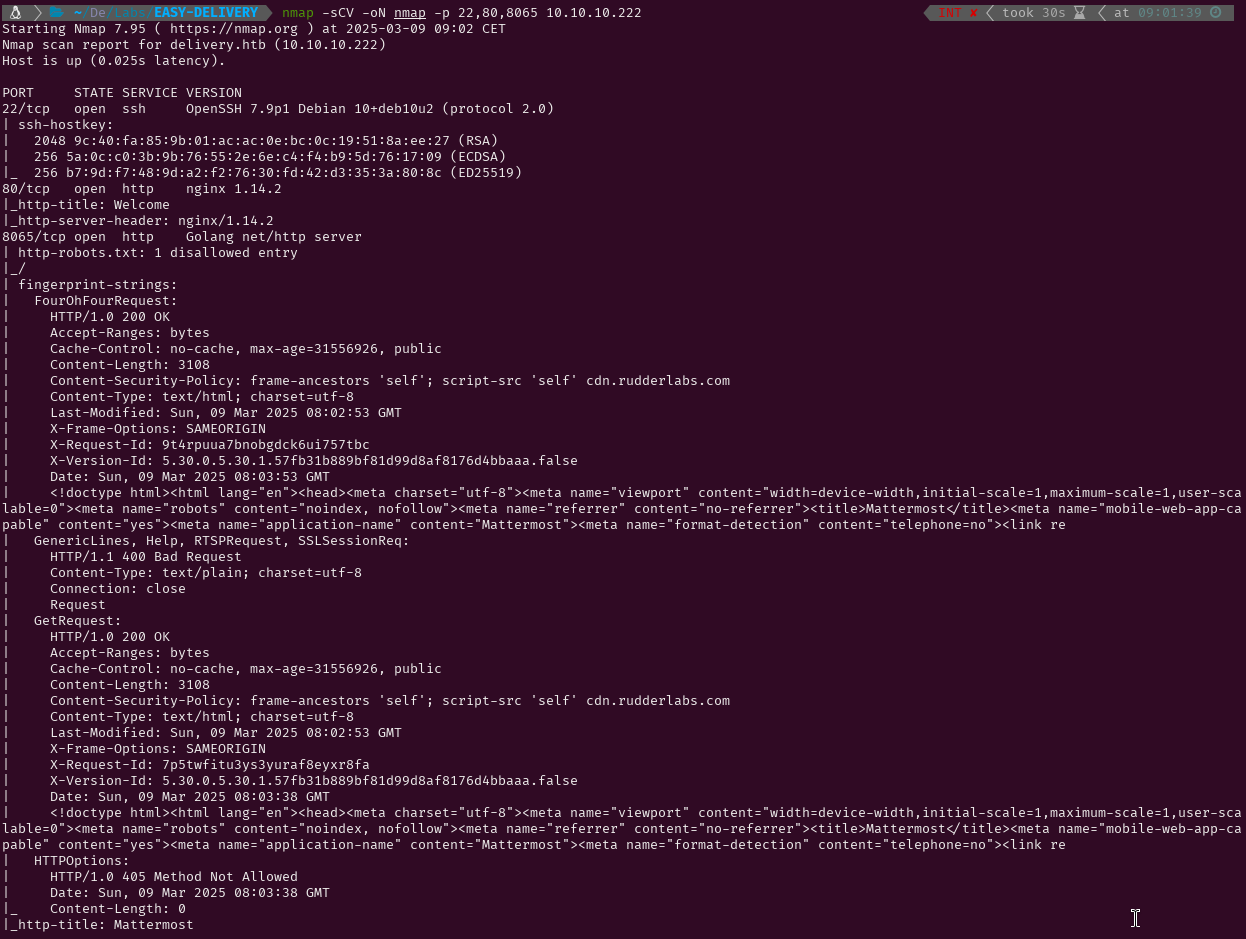 ~/De/Labs/EASY-DELIVERY nmap -sCV -oN nmap -p 22,80,8065 10.10.10.222 INT ✘ took 30s at 09:01:39
Starting Nmap 7.95 ( https://nmap.org ) at 2025-03-09 09:02 CET
Nmap scan report for delivery.htb (10.10.10.222)
Host is up (0.025s latency).
PORT     STATE SERVICE VERSION
22/tcp   open  ssh     OpenSSH 7.9p1 Debian 10+deb10u2 (protocol 2.0)
| ssh-hostkey:
|   2048 9c:40:fa:85:9b:01:ac:ac:0e:bc:0c:19:51:8a:ee:27 (RSA)
|   256 5a:0c:c0:3b:9b:76:55:2e:6e:c4:f4:b9:5d:76:17:09 (ECDSA)
|_  256 b7:9d:f7:48:9d:a2:f2:76:30:fd:42:d3:35:3a:80:8c (ED25519)
80/tcp   open  http    nginx 1.14.2
|_http-title: Welcome
|_http-server-header: nginx/1.14.2
8065/tcp open  http    Golang net/http server
| http-robots.txt: 1 disallowed entry
|_/
| fingerprint-strings:
|   FourOhFourRequest:
|     HTTP/1.0 200 OK
|     Accept-Ranges: bytes
|     Cache-Control: no-cache, max-age=31556926, public
|     Content-Length: 3108
|     Content-Security-Policy: frame-ancestors 'self'; script-src 'self' cdn.rudderlabs.com
|     Content-Type: text/html; charset=utf-8
|     Last-Modified: Sun, 09 Mar 2025 08:02:53 GMT
|     X-Frame-Options: SAMEORIGIN
|     X-Request-Id: 9t4rpuua7bnobgdck6ui757tbc
|     X-Version-Id: 5.30.0.5.30.1.57fb31b889bf81d99d8af8176d4bbaaa.false
|     Date: Sun, 09 Mar 2025 08:03:53 GMT
|     <!doctype html><html lang="en"><head><meta charset="utf-8"><meta name="viewport" content="width=device-width,initial-scale=1,maximum-scale=1,user-sca
lable=0"><meta name="robots" content="noindex, nofollow"><meta name="referrer" content="no-referrer"><title>Mattermost</title><meta name="mobile-web-app-ca
pable" content="yes"><meta name="application-name" content="Mattermost"><meta name="format-detection" content="telephone=no"><link re
|   GenericLines, Help, RTSPRequest, SSLSessionReq:
|     HTTP/1.1 400 Bad Request
|     Content-Type: text/plain; charset=utf-8
|     Connection: close
|     Request
|   GetRequest:
|     HTTP/1.0 200 OK
|     Accept-Ranges: bytes
|     Cache-Control: no-cache, max-age=31556926, public
|     Content-Length: 3108
|     Content-Security-Policy: frame-ancestors 'self'; script-src 'self' cdn.rudderlabs.com
|     Content-Type: text/html; charset=utf-8
|     Last-Modified: Sun, 09 Mar 2025 08:02:53 GMT
|     X-Frame-Options: SAMEORIGIN
|     X-Request-Id: 7p5twfitu3ys3yuraf8eyxr8fa
|     X-Version-Id: 5.30.0.5.30.1.57fb31b889bf81d99d8af8176d4bbaaa.false
|     Date: Sun, 09 Mar 2025 08:03:38 GMT
|     <!doctype html><html lang="en"><head><meta charset="utf-8"><meta name="viewport" content="width=device-width,initial-scale=1,maximum-scale=1,user-sca
lable=0"><meta name="robots" content="noindex, nofollow"><meta name="referrer" content="no-referrer"><title>Mattermost</title><meta name="mobile-web-app-ca
pable" content="yes"><meta name="application-name" content="Mattermost"><meta name="format-detection" content="telephone=no"><link re
|   HTTPOptions:
|     HTTP/1.0 405 Method Not Allowed
|     Date: Sun, 09 Mar 2025 08:03:38 GMT
|_    Content-Length: 0
|_http-title: Mattermost